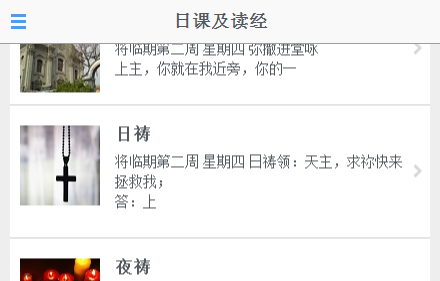 日课及读经
将临期第二周 星期四 弥撒进堂咏
上主，你就在我近旁，你的一
日祷
将临期第二周 星期四 日祷领：天主，求祢快来
拯救我；
答：上
夜祷